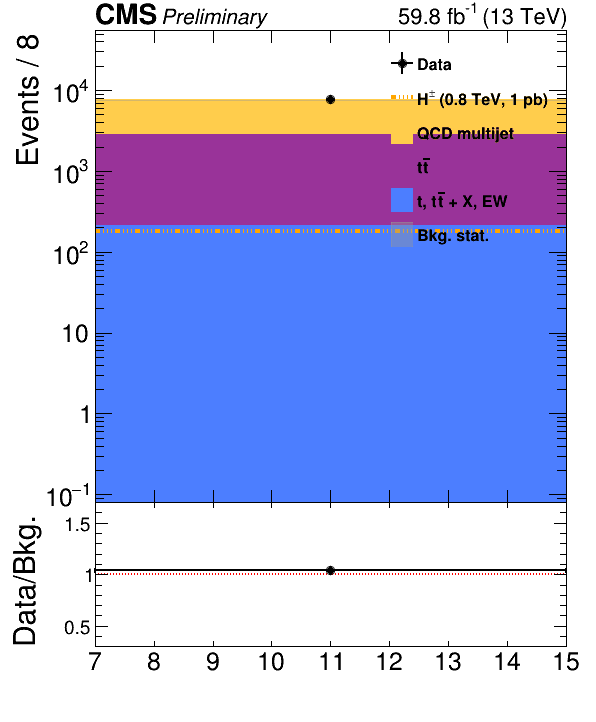 CMS Preliminary 59.8 fb⁻¹ (13 TeV)
Events / 8
10⁴
10³
10²
10
1
10⁻¹
Data
H± (0.8 TeV, 1 pb)
QCD multijet
tt̅
t, tt̅ + X, EW
Bkg. stat.
Data/Bkg.
1.5
1
0.5
7 8 9 10 11 12 13 14 15